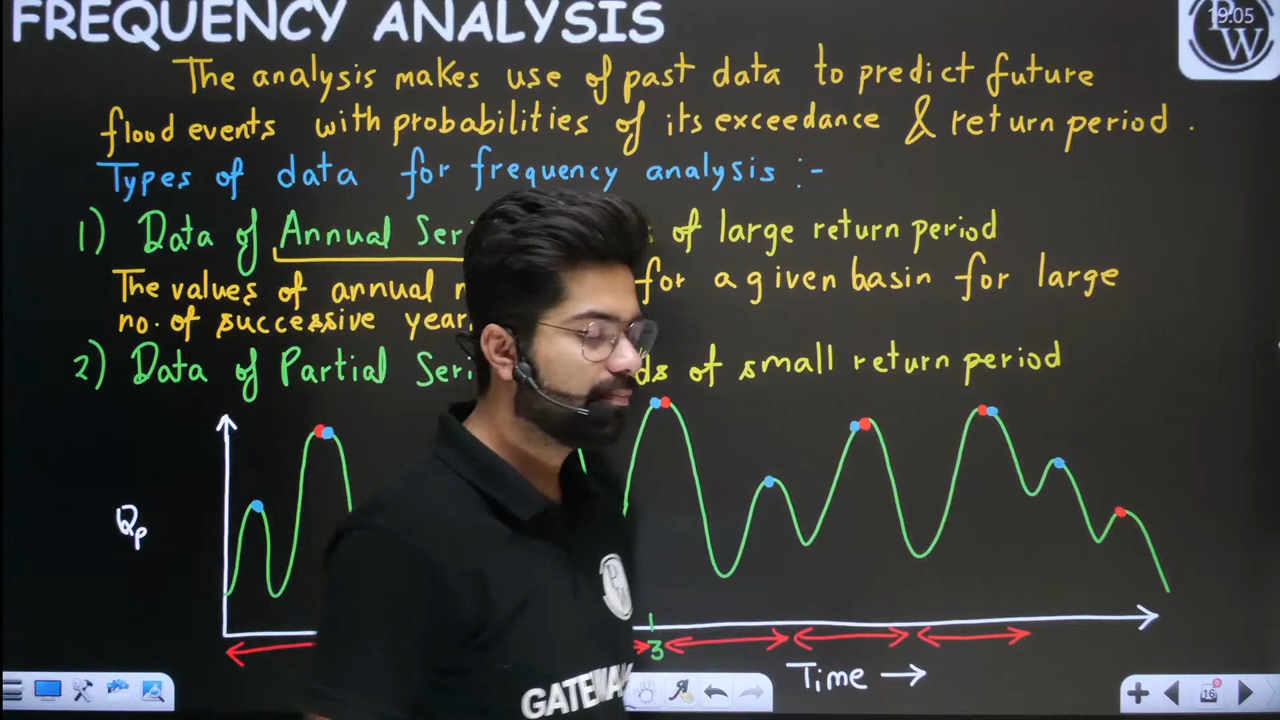 FREQUENCY ANALYSIS
19:05
PW
The analysis makes use of past data to predict future
flood events with probabilities of its exceedance & return period.
Types of data for frequency analysis :-
1) Data of Annual Seri of large return period
The values of annual for a given basin for large
no. of successive year
2) Data of Partial Seri ds of small return period
Qp
3
Time →
PW
GATEWA
16